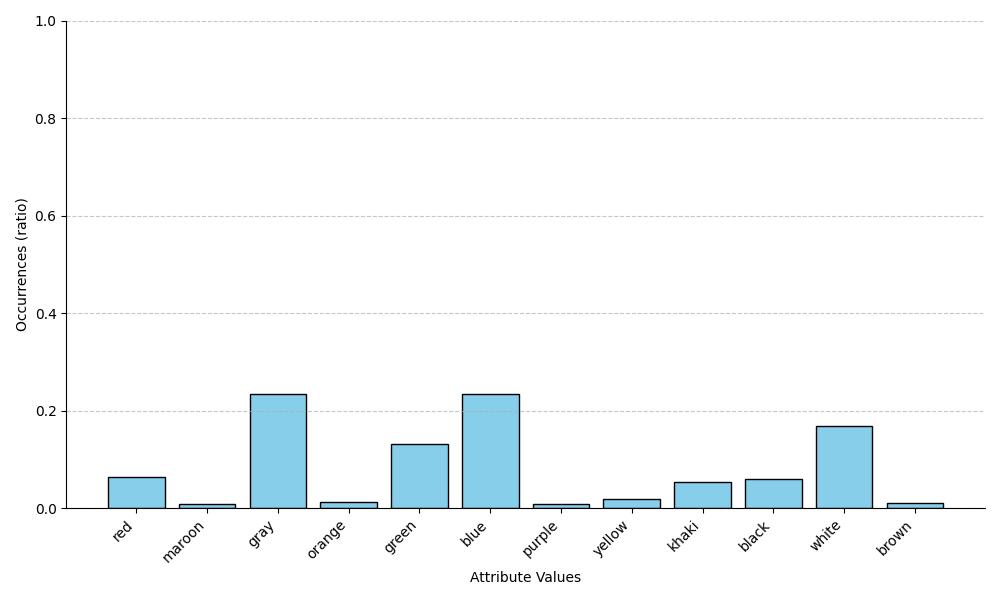 1.0
0.8
0.6
0.4
0.2
0.0
Occurrences (ratio)
red
maroon
gray
orange
green
blue
purple
yellow
khaki
black
white
brown
Attribute Values